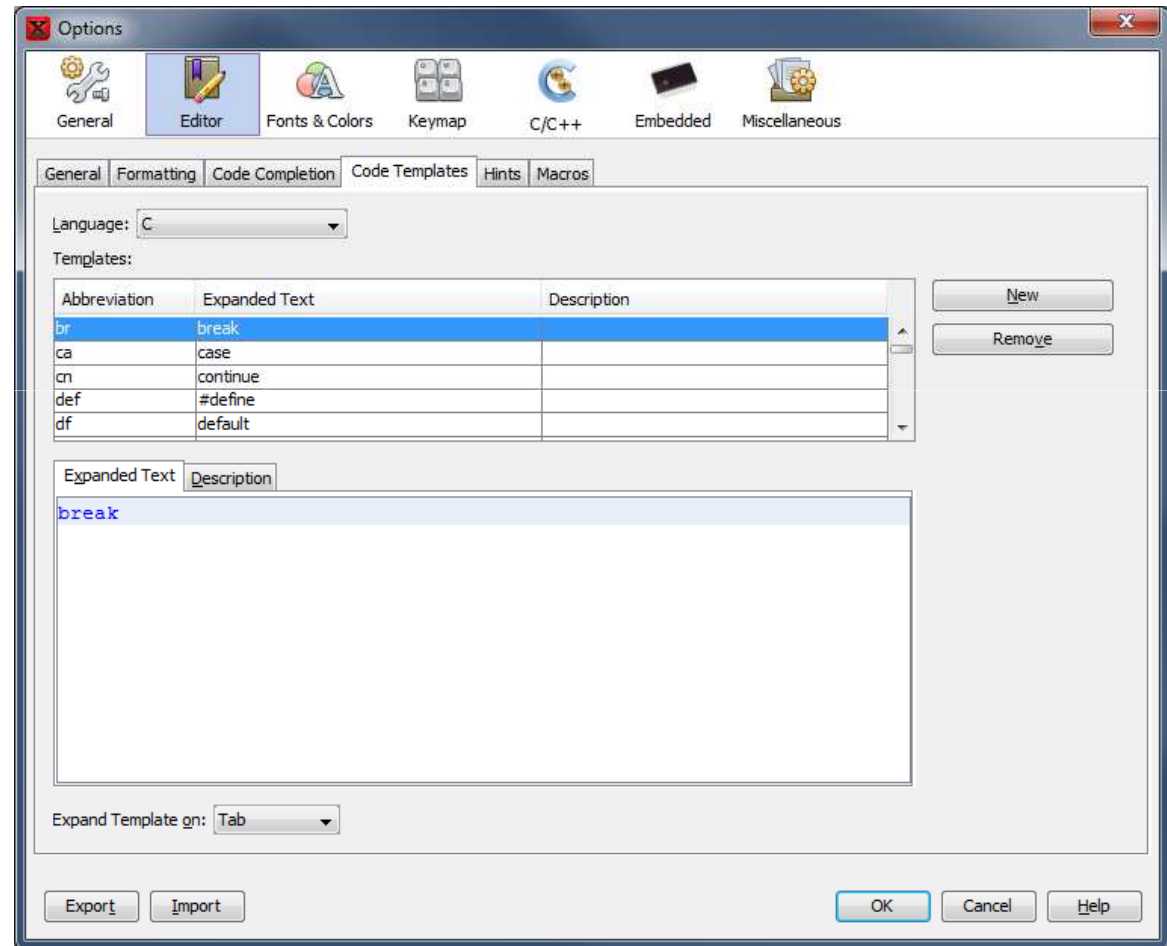 Options
General Editor Fonts & Colors Keymap C/C++ Embedded Miscellaneous
General Formatting Code Completion Code Templates Hints Macros
Language: C
Templates:
Abbreviation Expanded Text Description
New
br break
Remove
ca case
cn continue
def #define
df default
Expanded Text Description
break
Expand Template on: Tab
Export Import OK Cancel Help